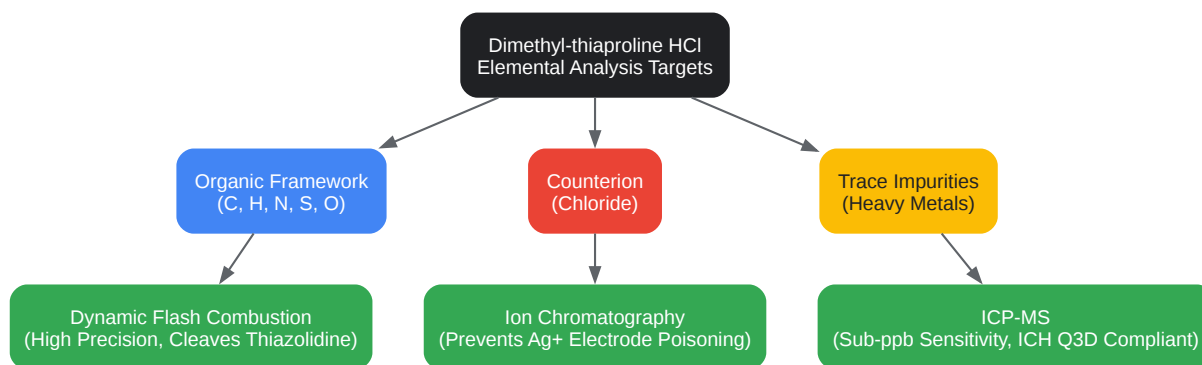 Dimethyl-thiaproline HCl
Elemental Analysis Targets
Organic Framework
(C, H, N, S, O)
Counterion
(Chloride)
Trace Impurities
(Heavy Metals)
Dynamic Flash Combustion
(High Precision, Cleaves Thiazolidine)
Ion Chromatography
(Prevents Ag+ Electrode Poisoning)
ICP-MS
(Sub-ppb Sensitivity, ICH Q3D Compliant)